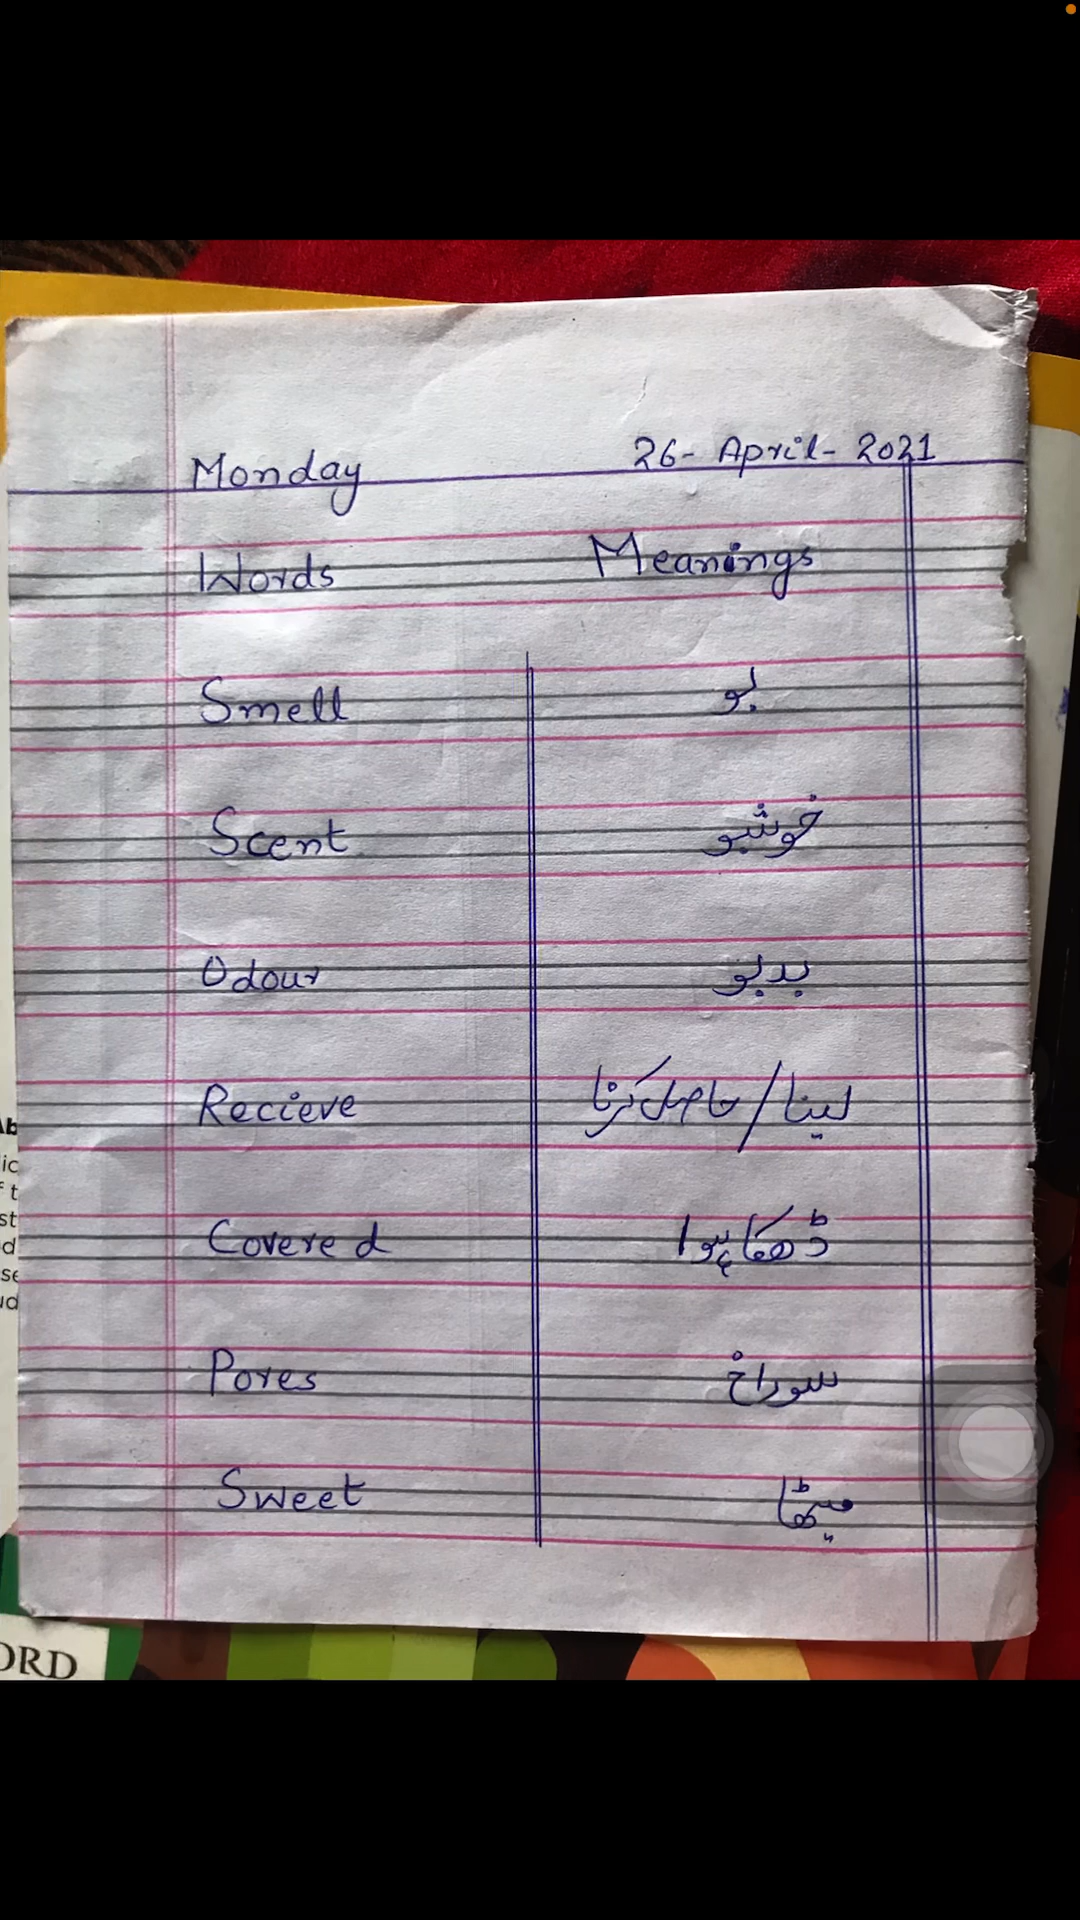 Monday 26- April- 2021
Words Meanings
Smell بو
Scent خوشبو
Odour بدبو
Recieve لینا/حاصل کرنا
Covered ڈھکا ہوا
Pores سوراخ
Sweet میٹھا
ORD